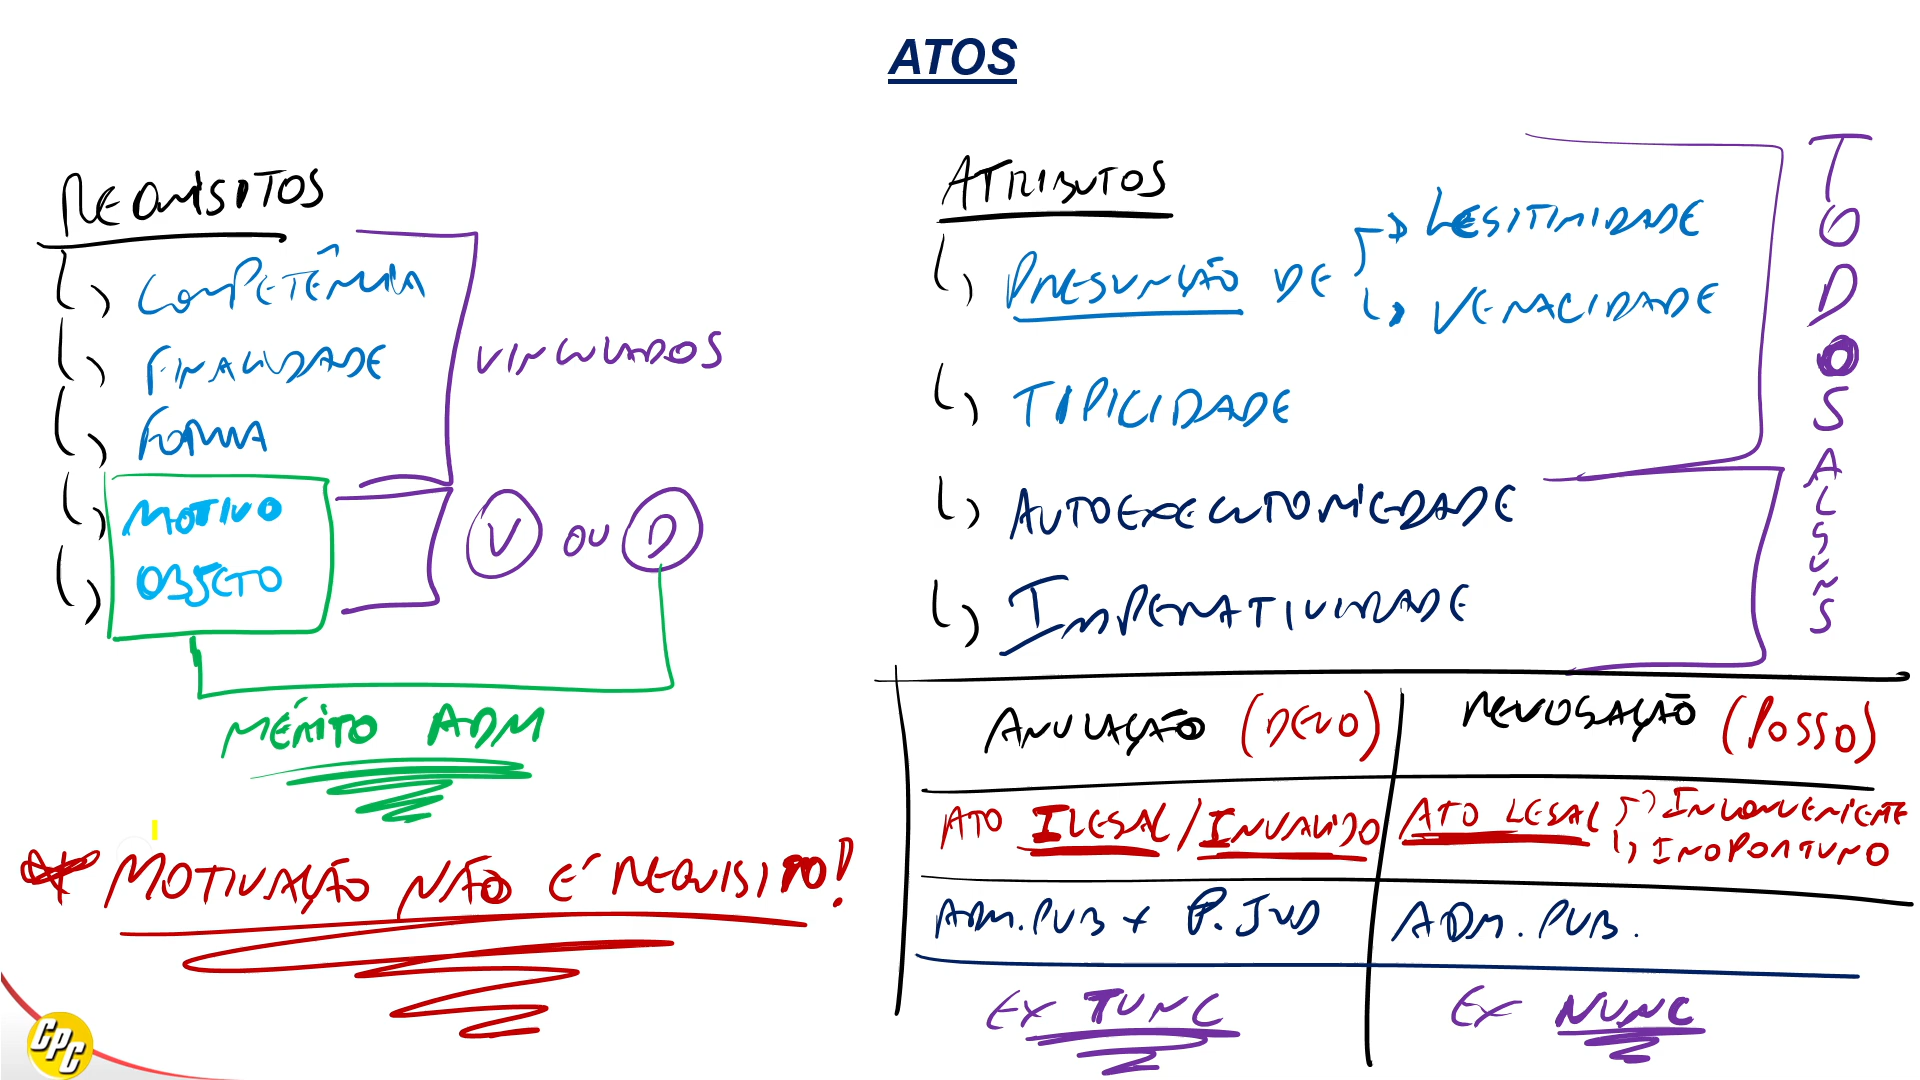 ATOS
REQUISITOS
COMPETÊNCIA
FINALIDADE
FORMA
VINCULADOS
MOTIVO
OBJETO
V OU D
MÉRITO ADM
* MOTIVAÇÃO NÃO É REQUISITO!
ATRIBUTOS
PRESUNÇÃO DE
LEGITIMIDADE
VERACIDADE
TIPICIDADE
TODOS
AUTOEXECUTORIEDADE
IMPERATIVIDADE
ALGUNS
ANULAÇÃO (DEVO)
REVOGAÇÃO (POSSO)
ATO ILEGAL / INVALIDO
ATO LEGAL
INCONVENIENTE
INOPORTUNO
ADM. PUB + P. JUD
ADM. PUB.
EX TUNC
EX NUNC
CPC